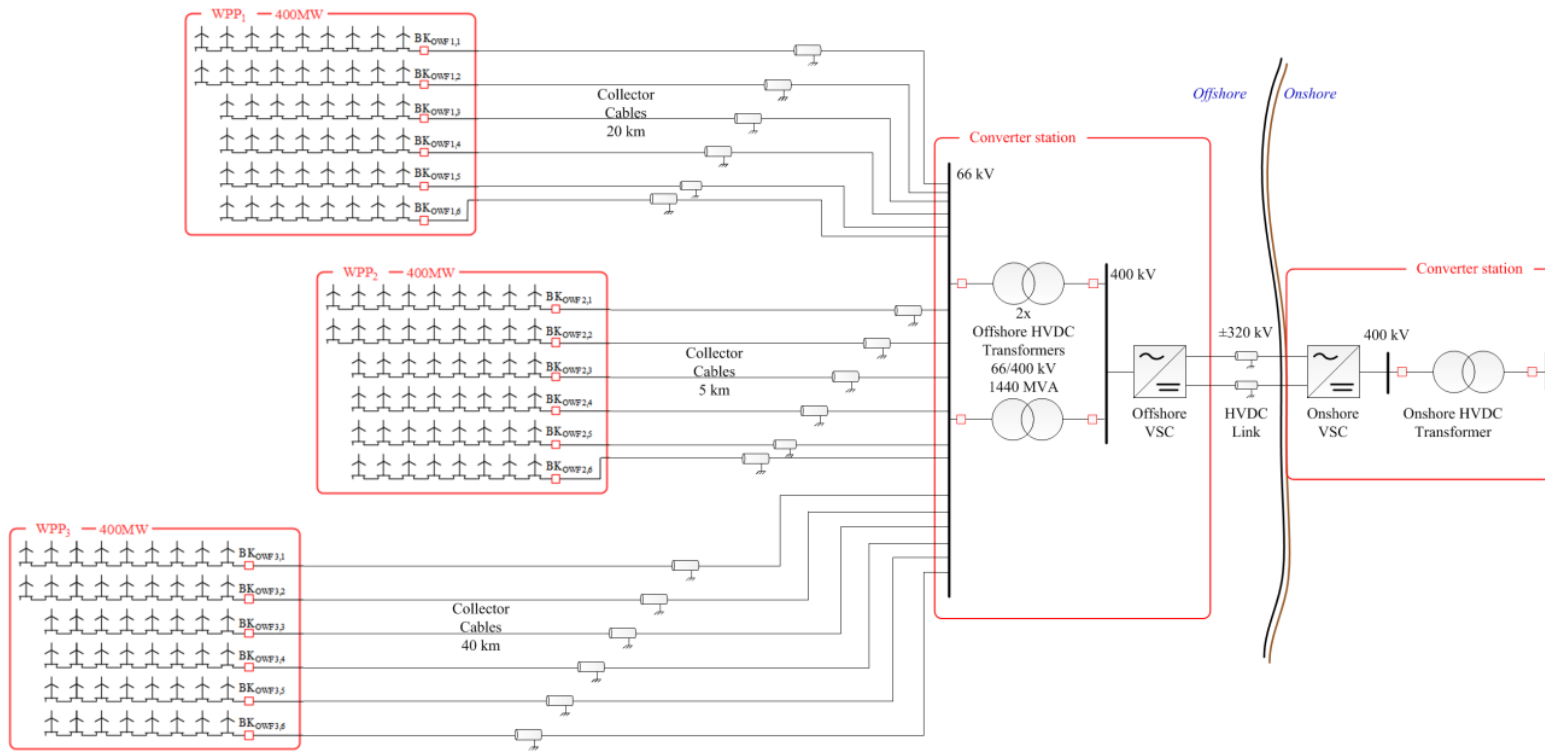 WPP1 400MW
BKOWF1,1
BKOWF1,2
BKOWF1,3
BKOWF1,4
BKOWF1,5
BKOWF1,6
Collector
Cables
20 km
WPP2 400MW
BKOWF2,1
BKOWF2,2
BKOWF2,3
BKOWF2,4
BKOWF2,5
BKOWF2,6
Collector
Cables
5 km
WPP3 400MW
BKOWF3,1
BKOWF3,2
BKOWF3,3
BKOWF3,4
BKOWF3,5
BKOWF3,6
Collector
Cables
40 km
Converter station
66 kV
400 kV
2x
Offshore HVDC
Transformers
66/400 kV
1440 MVA
Offshore
VSC
Offshore
Onshore
±320 kV
HVDC
Link
Converter station
400 kV
Onshore
VSC
Onshore HVDC
Transformer